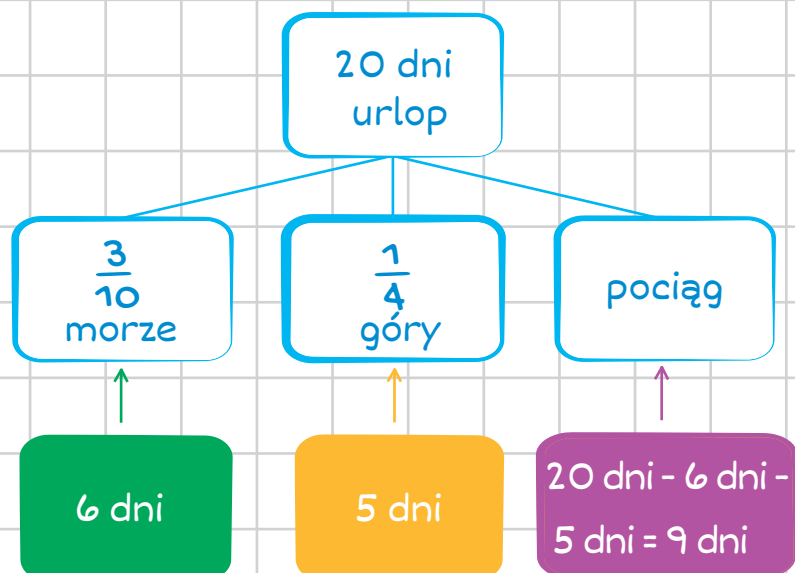 20 dni
urlop
3
10
morze
1
4
góry
pociąg
6 dni
5 dni
20 dni - 6 dni -
5 dni = 9 dni